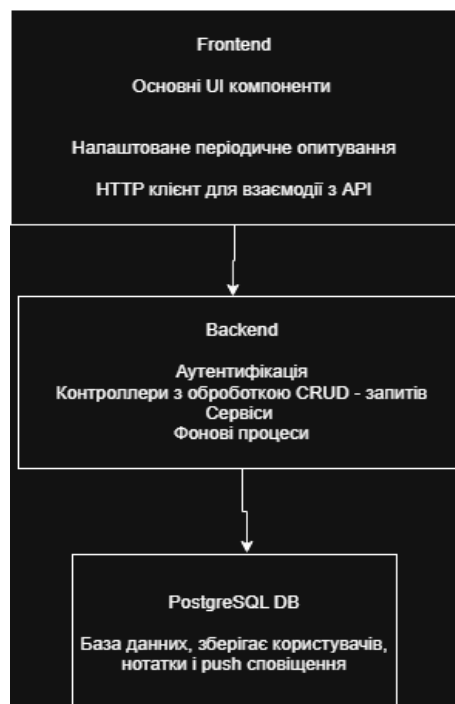 Frontend
Основні UI компоненти
Налаштоване періодичне опитування
HTTP клієнт для взаємодії з API
Backend
Аутентифікація
Контроллери з обробткою CRUD - запитів
Сервіси
Фонові процеси
PostgreSQL DB
База данних, зберігає користувачів,
нотатки і push сповіщення